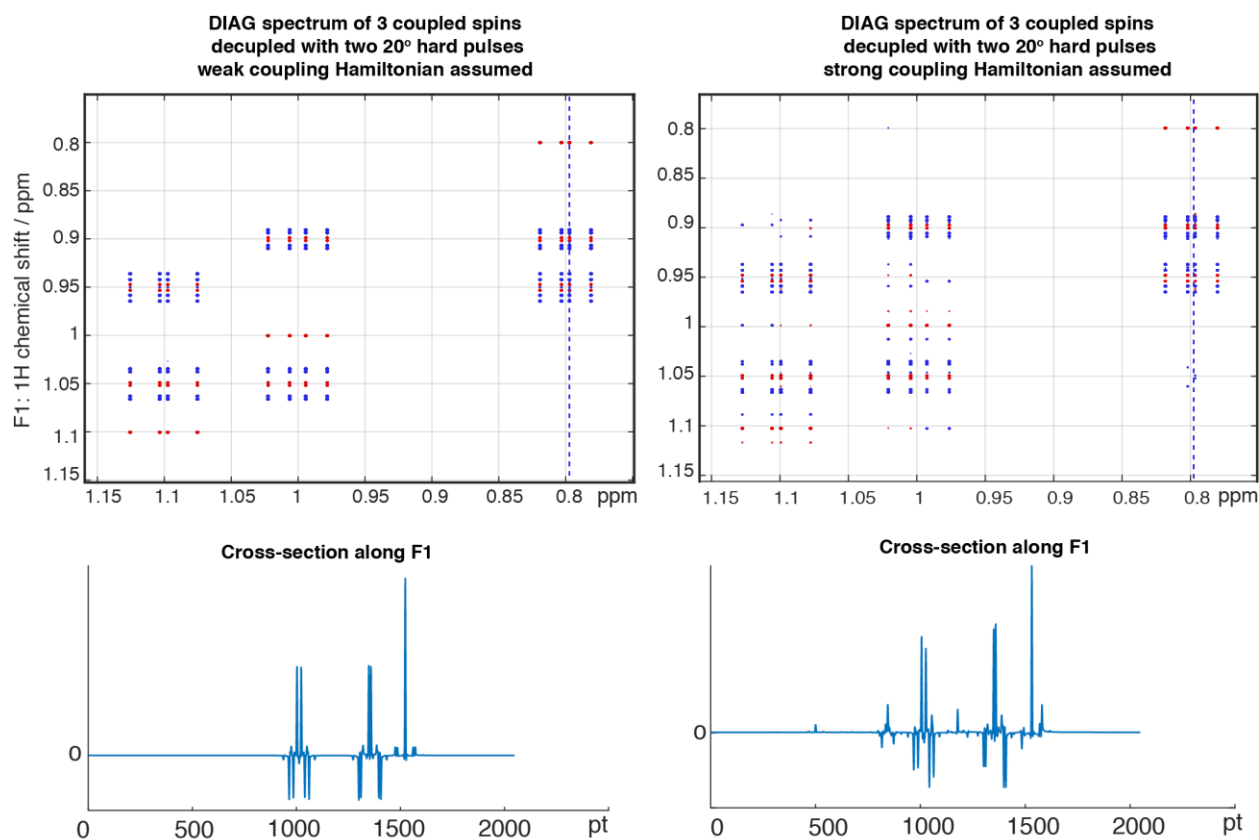 DIAG spectrum of 3 coupled spins
decupled with two 20° hard pulses
weak coupling Hamiltonian assumed
F1: 1H chemical shift / ppm
0.8
0.85
0.9
0.95
1
1.05
1.1
1.15
1.15 1.1 1.05 1 0.95 0.9 0.85 0.8 ppm
DIAG spectrum of 3 coupled spins
decupled with two 20° hard pulses
strong coupling Hamiltonian assumed
0.8
0.85
0.9
0.95
1
1.05
1.1
1.15
1.15 1.1 1.05 1 0.95 0.9 0.85 0.8 ppm
Cross-section along F1
0
0 500 1000 1500 2000 pt
Cross-section along F1
0
0 500 1000 1500 2000 pt